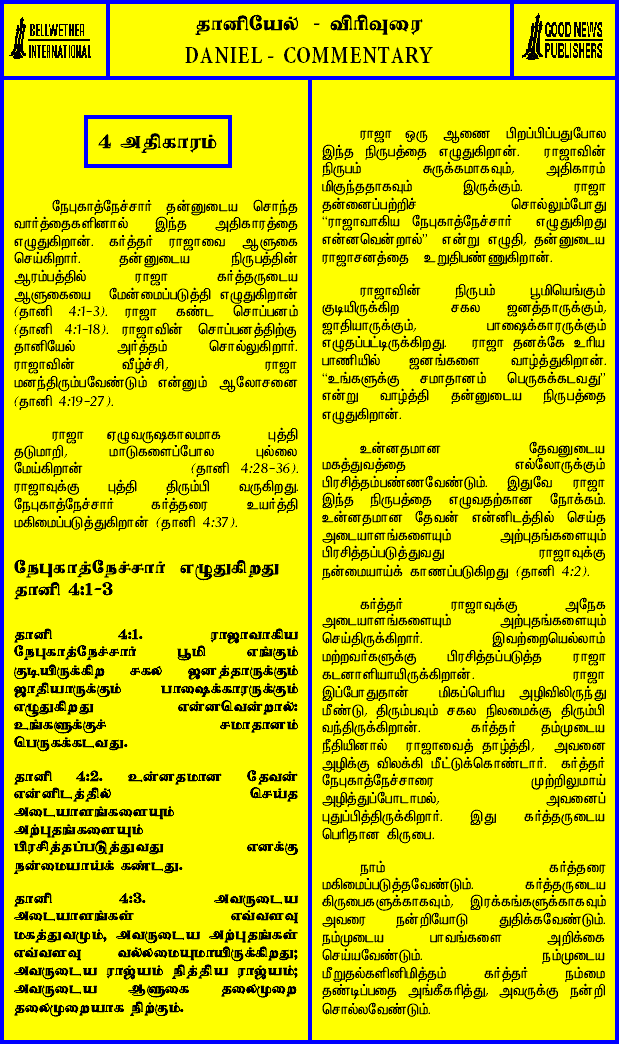 BELLWETHER
INTERNATIONAL
தானியேல் - விரிவுரை
DANIEL - COMMENTARY
GOOD NEWS
PUBLISHERS
4 அதிகாரம்
நேபுகாத்நேச்சார் தன்னுடைய சொந்த
வார்த்தைகளினால் இந்த அதிகாரத்தை
எழுதுகிறான். கர்த்தர் ராஜாவை ஆளுகை
செய்கிறார். தன்னுடைய நிருபத்தின்
ஆரம்பத்தில் ராஜா கர்த்தருடைய
ஆளுகையை மேன்மைப்படுத்தி எழுதுகிறான்
(தானி 4:1-3). ராஜா கண்ட சொப்பனம்
(தானி 4:1-18). ராஜாவின் சொப்பனத்திற்கு
தானியேல் அர்த்தம் சொல்லுகிறார்.
ராஜாவின் வீழ்ச்சி, ராஜா
மனந்திரும்பவேண்டும் என்னும் ஆலோசனை
(தானி 4:19-27).
ராஜா ஏழுவருஷகாலமாக புத்தி
தடுமாறி, மாடுகளைப்போல புல்லை
மேய்கிறான் (தானி 4:28-36).
ராஜாவுக்கு புத்தி திரும்பி வருகிறது.
நேபுகாத்நேச்சார் கர்த்தரை உயர்த்தி
மகிமைப்படுத்துகிறான் (தானி 4:37).
நேபுகாத்நேச்சார் எழுதுகிறது
தானி 4:1-3
தானி 4:1. ராஜாவாகிய
நேபுகாத்நேச்சார் பூமி எங்கும்
குடியிருக்கிற சகல ஜனத்தாருக்கும்
ஜாதியாருக்கும் பாஷைக்காரருக்கும்
எழுதுகிறது என்னவென்றால்:
உங்களுக்குச் சமாதானம்
பெருகக்கடவது.
தானி 4:2. உன்னதமான தேவன்
என்னிடத்தில் செய்த
அடையாளங்களையும்
அற்புதங்களையும்
பிரசித்தப்படுத்துவது எனக்கு
நன்மையாய்க் கண்டது.
தானி 4:3. அவருடைய
அடையாளங்கள் எவ்வளவு
மகத்துவமும், அவருடைய அற்புதங்கள்
எவ்வளவு வல்லமையுமாயிருக்கிறது;
அவருடைய ராஜ்யம் நித்திய ராஜ்யம்;
அவருடைய ஆளுகை தலைமுறை
தலைமுறையாக நிற்கும்.
ராஜா ஒரு ஆணை பிறப்பிப்பதுபோல
இந்த நிருபத்தை எழுதுகிறான். ராஜாவின்
நிருபம் சுருக்கமாகவும், அதிகாரம்
மிகுந்ததாகவும் இருக்கும். ராஜா
தன்னைப்பற்றிச் சொல்லும்போது
“ராஜாவாகிய நேபுகாத்நேச்சார் எழுதுகிறது
என்னவென்றால்” என்று எழுதி, தன்னுடைய
ராஜாசனத்தை உறுதிபண்ணுகிறான்.
ராஜாவின் நிருபம் பூமியெங்கும்
குடியிருக்கிற சகல ஜனத்தாருக்கும்,
ஜாதியாருக்கும், பாஷைக்காரருக்கும்
எழுதப்பட்டிருக்கிறது. ராஜா தனக்கே உரிய
பாணியில் ஜனங்களை வாழ்த்துகிறான்.
“உங்களுக்கு சமாதானம் பெருகக்கடவது”
என்று வாழ்த்தி தன்னுடைய நிருபத்தை
எழுதுகிறான்.
உன்னதமான தேவனுடைய
மகத்துவத்தை எல்லோருக்கும்
பிரசித்தம்பண்ணவேண்டும். இதுவே ராஜா
இந்த நிருபத்தை எழுவதற்கான நோக்கம்.
உன்னதமான தேவன் என்னிடத்தில் செய்த
அடையாளங்களையும் அற்புதங்களையும்
பிரசித்தப்படுத்துவது ராஜாவுக்கு
நன்மையாய்க் காணப்படுகிறது (தானி 4:2).
கர்த்தர் ராஜாவுக்கு அநேக
அடையாளங்களையும் அற்புதங்களையும்
செய்திருக்கிறார். இவற்றையெல்லாம்
மற்றவர்களுக்கு பிரசித்தப்படுத்த ராஜா
கடனாளியாயிருக்கிறான். ராஜா
இப்போதுதான் மிகப்பெரிய அழிவிலிருந்து
மீண்டு, திரும்பவும் சகல நிலமைக்கு திரும்பி
வந்திருக்கிறான். கர்த்தர் தம்முடைய
நீதியினால் ராஜாவைத் தாழ்த்தி, அவனை
அழிக்கு விலக்கி மீட்டுக்கொண்டார். கர்த்தர்
நேபுகாத்நேச்சாரை முற்றிலுமாய்
அழித்துப்போடாமல், அவனைப்
புதுப்பித்திருக்கிறார். இது கர்த்தருடைய
பெரிதான கிருபை.
நாம் கர்த்தரை
மகிமைப்படுத்தவேண்டும். கர்த்தருடைய
கிருபைகளுக்காகவும், இரக்கங்களுக்காகவும்
அவரை நன்றியோடு துதிக்கவேண்டும்.
நம்முடைய பாவங்களை அறிக்கை
செய்யவேண்டும். நம்முடைய
மீறுதல்களினிமித்தம் கர்த்தர் நம்மை
தண்டிப்பதை அங்கீகரித்து, அவருக்கு நன்றி
சொல்லவேண்டும்.